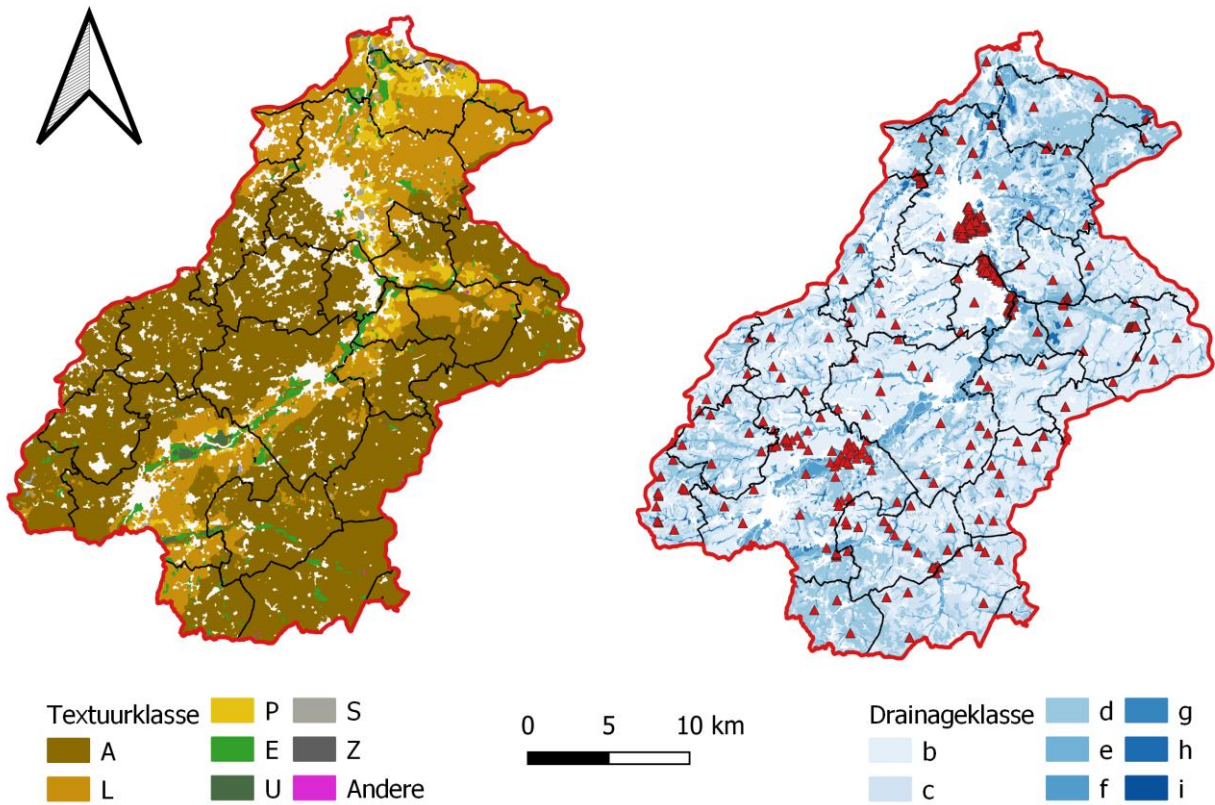 Textuurklasse
A
L
P
E
U
S
Z
Andere
0 5 10 km
Drainageklasse
b
c
d
e
f
g
h
i